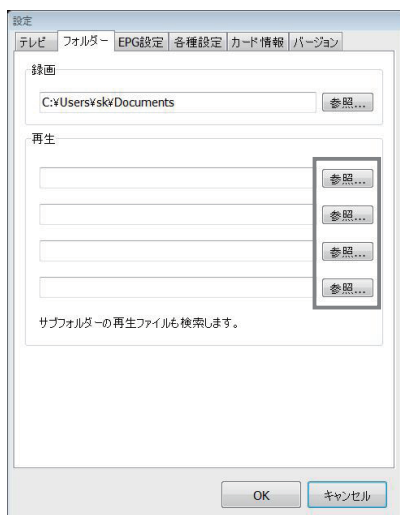 設定
テレビ フォルダー EPG設定 各種設定 カード情報 バージョン
録画
C:¥Users¥sk¥Documents 参照...
再生
参照...
参照...
参照...
参照...
サブフォルダーの再生ファイルも検索します。
OK キャンセル